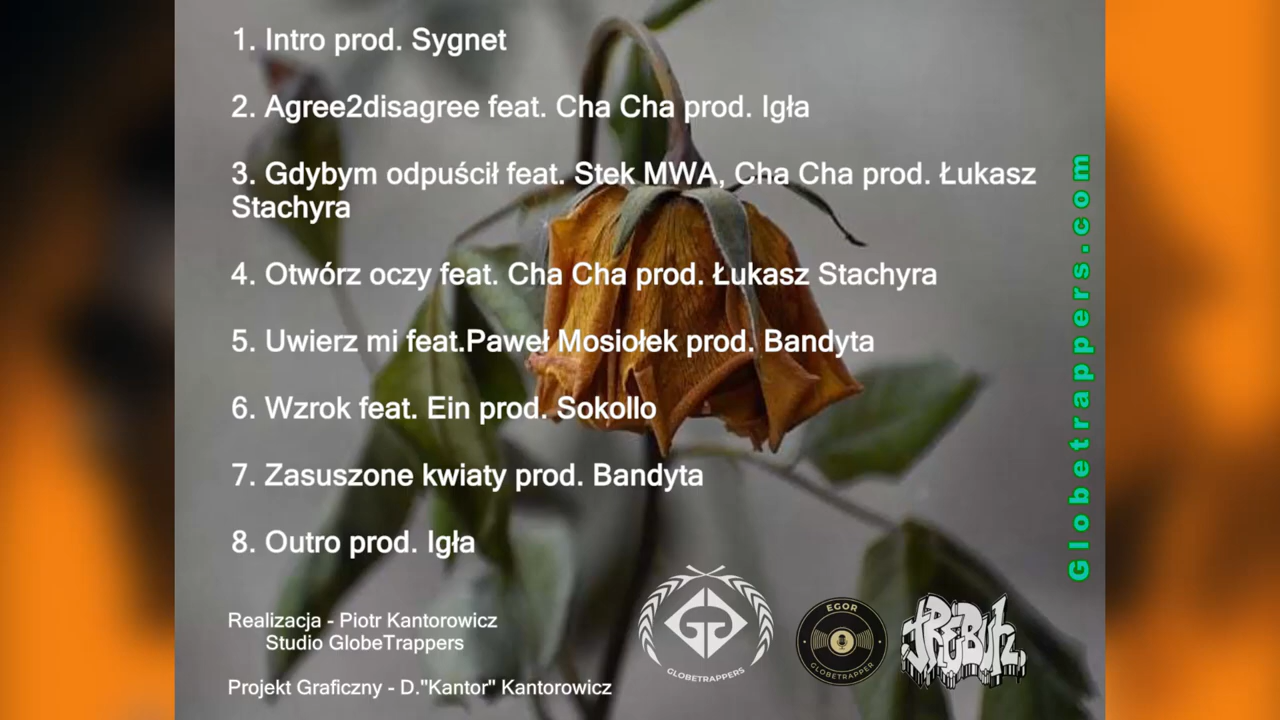 1. Intro prod. Sygnet
2. Agree2disagree feat. Cha Cha prod. Igła
3. Gdybym odpuścił feat. Stek MWA, Cha Cha prod. Łukasz
Stachyra
4. Otwórz oczy feat. Cha Cha prod. Łukasz Stachyra
5. Uwierz mi feat.Paweł Mosiołek prod. Bandyta
6. Wzrok feat. Ein prod. Sokollo
7. Zasuszone kwiaty prod. Bandyta
8. Outro prod. Igła
Globetrappers.com
Realizacja - Piotr Kantorowicz
Studio GlobeTrappers
Projekt Graficzny - D."Kantor" Kantorowicz
GLOBETRAPPERS
EGOR
GLOBETRAPPER